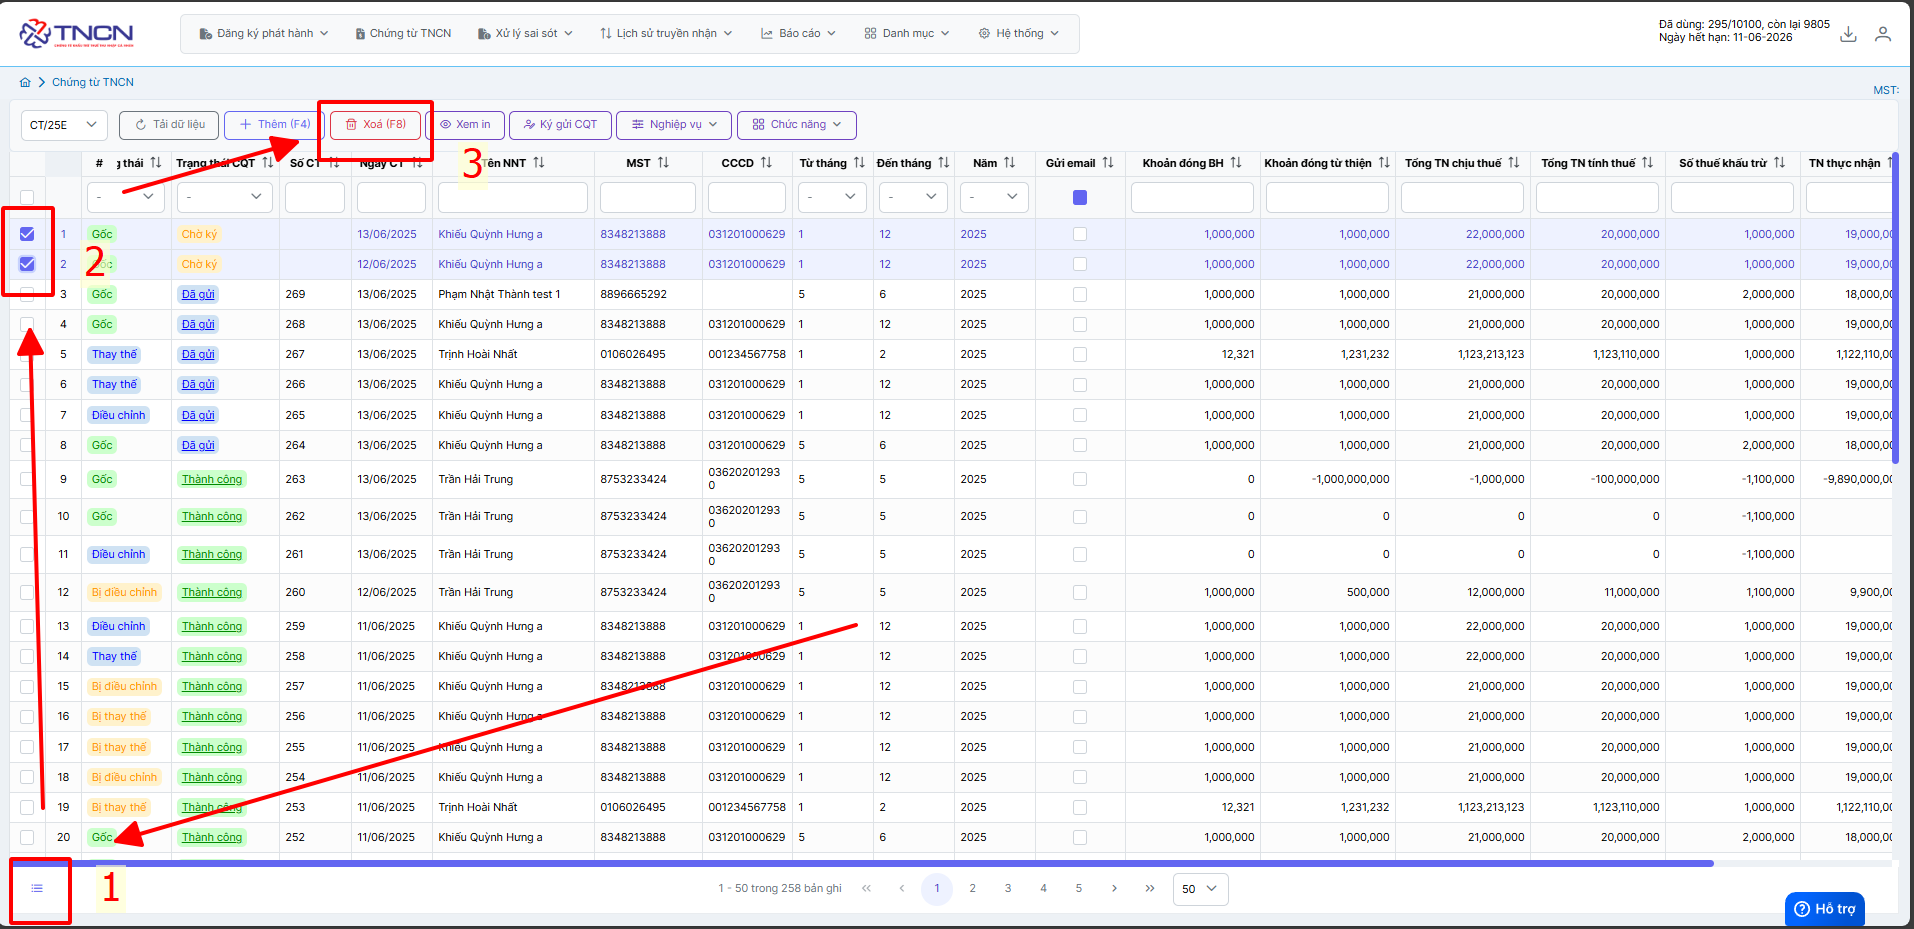 TNCN
Đăng ký phát hành
Chứng từ TNCN
Xử lý sai sót
Lịch sử truyền nhận
Báo cáo
Danh mục
Hệ thống
Đã dùng: 295/10100, còn lại 9805
Ngày hết hạn: 11-06-2026
Chứng từ TNCN
MST:
CT/25E
Tải dữ liệu
Thêm (F4)
Xoá (F8)
Xem in
Ký gửi CQT
Nghiệp vụ
Chức năng
3
# g thái Trạng thái CQT Số CT Ngày CT Tên NNT MST CCCD Từ tháng Đến tháng Năm Gửi email Khoản đóng BH Khoản đóng từ thiện Tổng TN chịu thuế Tổng TN tính thuế Số thuế khấu trừ TN thực nhận
- - - - -
1 Gốc Chờ ký 13/06/2025 Khiếu Quỳnh Hưng a 8348213888 031201000629 1 12 2025 1,000,000 1,000,000 22,000,000 20,000,000 1,000,000 19,000,00
2
2 Gốc Chờ ký 12/06/2025 Khiếu Quỳnh Hưng a 8348213888 031201000629 1 12 2025 1,000,000 1,000,000 22,000,000 20,000,000 1,000,000 19,000,00
3 Gốc Đã gửi 269 13/06/2025 Phạm Nhật Thành test 1 8896665292 5 6 2025 1,000,000 1,000,000 21,000,000 20,000,000 2,000,000 18,000,00
4 Gốc Đã gửi 268 13/06/2025 Khiếu Quỳnh Hưng a 8348213888 031201000629 1 12 2025 1,000,000 1,000,000 21,000,000 20,000,000 1,000,000 19,000,00
5 Thay thế Đã gửi 267 13/06/2025 Trịnh Hoài Nhất 0106026495 001234567758 1 2 2025 12,321 1,231,232 1,123,213,123 1,123,110,000 1,000,000 1,122,110,00
6 Thay thế Đã gửi 266 13/06/2025 Khiếu Quỳnh Hưng a 8348213888 031201000629 1 12 2025 1,000,000 1,000,000 21,000,000 20,000,000 1,000,000 19,000,00
7 Điều chỉnh Đã gửi 265 13/06/2025 Khiếu Quỳnh Hưng a 8348213888 031201000629 1 12 2025 1,000,000 1,000,000 21,000,000 20,000,000 1,000,000 19,000,00
8 Gốc Đã gửi 264 13/06/2025 Khiếu Quỳnh Hưng a 8348213888 031201000629 5 6 2025 1,000,000 1,000,000 21,000,000 20,000,000 2,000,000 18,000,00
9 Gốc Thành công 263 13/06/2025 Trần Hải Trung 8753233424 036202012930 5 5 2025 0 -1,000,000,000 -1,000,000 -100,000,000 -1,100,000 -9,890,000,00
10 Gốc Thành công 262 13/06/2025 Trần Hải Trung 8753233424 036202012930 5 5 2025 0 0 0 0 -1,100,000
11 Điều chỉnh Thành công 261 13/06/2025 Trần Hải Trung 8753233424 036202012930 5 5 2025 0 0 0 0 -1,100,000
12 Bị điều chỉnh Thành công 260 12/06/2025 Trần Hải Trung 8753233424 036202012930 5 5 2025 1,000,000 500,000 12,000,000 11,000,000 1,100,000 9,900,00
13 Điều chỉnh Thành công 259 11/06/2025 Khiếu Quỳnh Hưng a 8348213888 031201000629 1 12 2025 1,000,000 1,000,000 22,000,000 20,000,000 1,000,000 19,000,00
14 Thay thế Thành công 258 11/06/2025 Khiếu Quỳnh Hưng a 8348213888 031201000629 1 12 2025 1,000,000 1,000,000 22,000,000 20,000,000 1,000,000 19,000,00
15 Bị điều chỉnh Thành công 257 11/06/2025 Khiếu Quỳnh Hưng a 8348213888 031201000629 1 12 2025 1,000,000 1,000,000 21,000,000 20,000,000 1,000,000 19,000,00
16 Bị thay thế Thành công 256 11/06/2025 Khiếu Quỳnh Hưng a 8348213888 031201000629 1 12 2025 1,000,000 1,000,000 21,000,000 20,000,000 1,000,000 19,000,00
17 Bị thay thế Thành công 255 11/06/2025 Khiếu Quỳnh Hưng a 8348213888 031201000629 1 12 2025 1,000,000 1,000,000 21,000,000 20,000,000 1,000,000 19,000,00
18 Bị điều chỉnh Thành công 254 11/06/2025 Khiếu Quỳnh Hưng a 8348213888 031201000629 1 12 2025 1,000,000 1,000,000 21,000,000 20,000,000 1,000,000 19,000,00
19 Bị thay thế Thành công 253 11/06/2025 Trịnh Hoài Nhất 0106026495 001234567758 1 2 2025 12,321 1,231,232 1,123,213,123 1,123,110,000 1,000,000 1,122,110,00
20 Gốc Thành công 252 11/06/2025 Khiếu Quỳnh Hưng a 8348213888 031201000629 5 6 2025 1,000,000 1,000,000 21,000,000 20,000,000 2,000,000 18,000,00
1
1 - 50 trong 258 bản ghi « ‹ 1 2 3 4 5 › » 50
Hỗ trợ